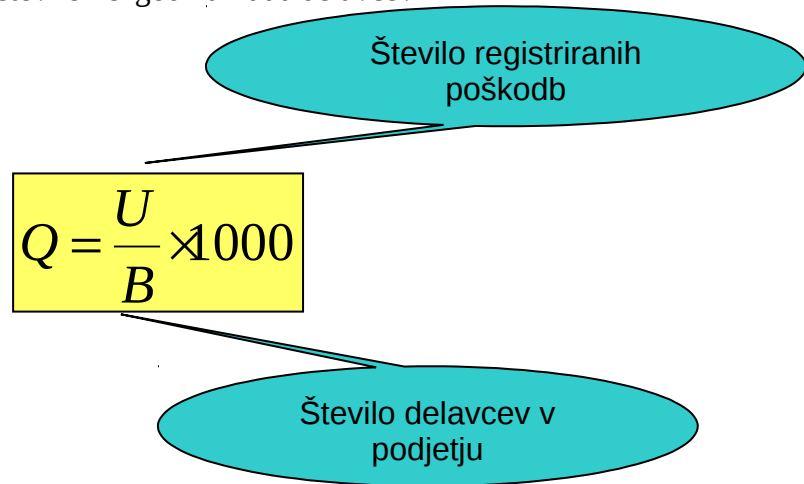 Število registriranih
poškodb
Q = U/B × 1000
Število delavcev v
podjetju